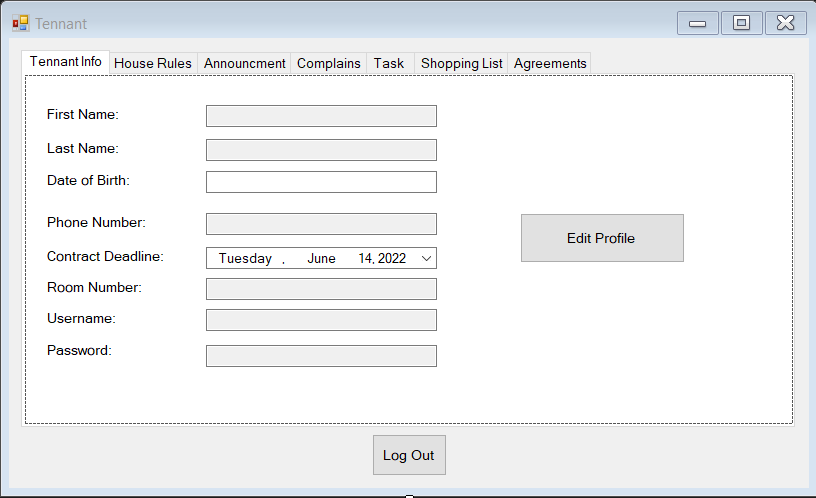 Tennant
Tennant Info House Rules Announcment Complains Task Shopping List Agreements
First Name:
Last Name:
Date of Birth:
Phone Number:
Edit Profile
Contract Deadline: Tuesday , June 14, 2022
Room Number:
Username:
Password:
Log Out